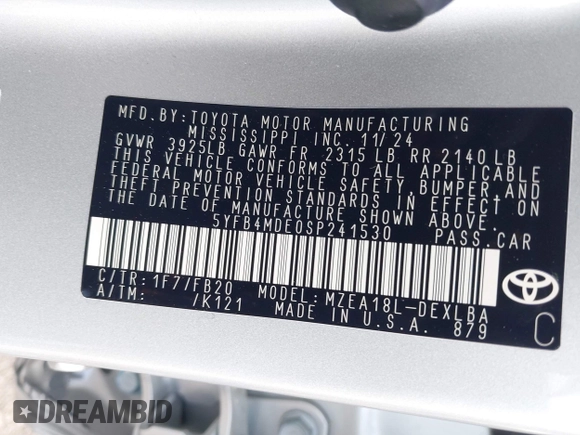 MFD. BY: TOYOTA MOTOR MANUFACTURING
MISSISSIPPI INC. 11/24
GVWR 3925LB GAWR FR 2315 LB RR 2140 LB
THIS VEHICLE CONFORMS TO ALL APPLICABLE
FEDERAL MOTOR VEHICLE SAFETY, BUMPER, AND
THEFT PREVENTION STANDARDS IN EFFECT ON
THE DATE OF MANUFACTURE SHOWN ABOVE.
5YFB4MDE0SP241530 PASS.CAR
C/TR: 1F7/FB20 MODEL: MZEA18L-DEXLBA
A/TM: /K121 MADE IN U.S.A. 879
C
DREAMBID